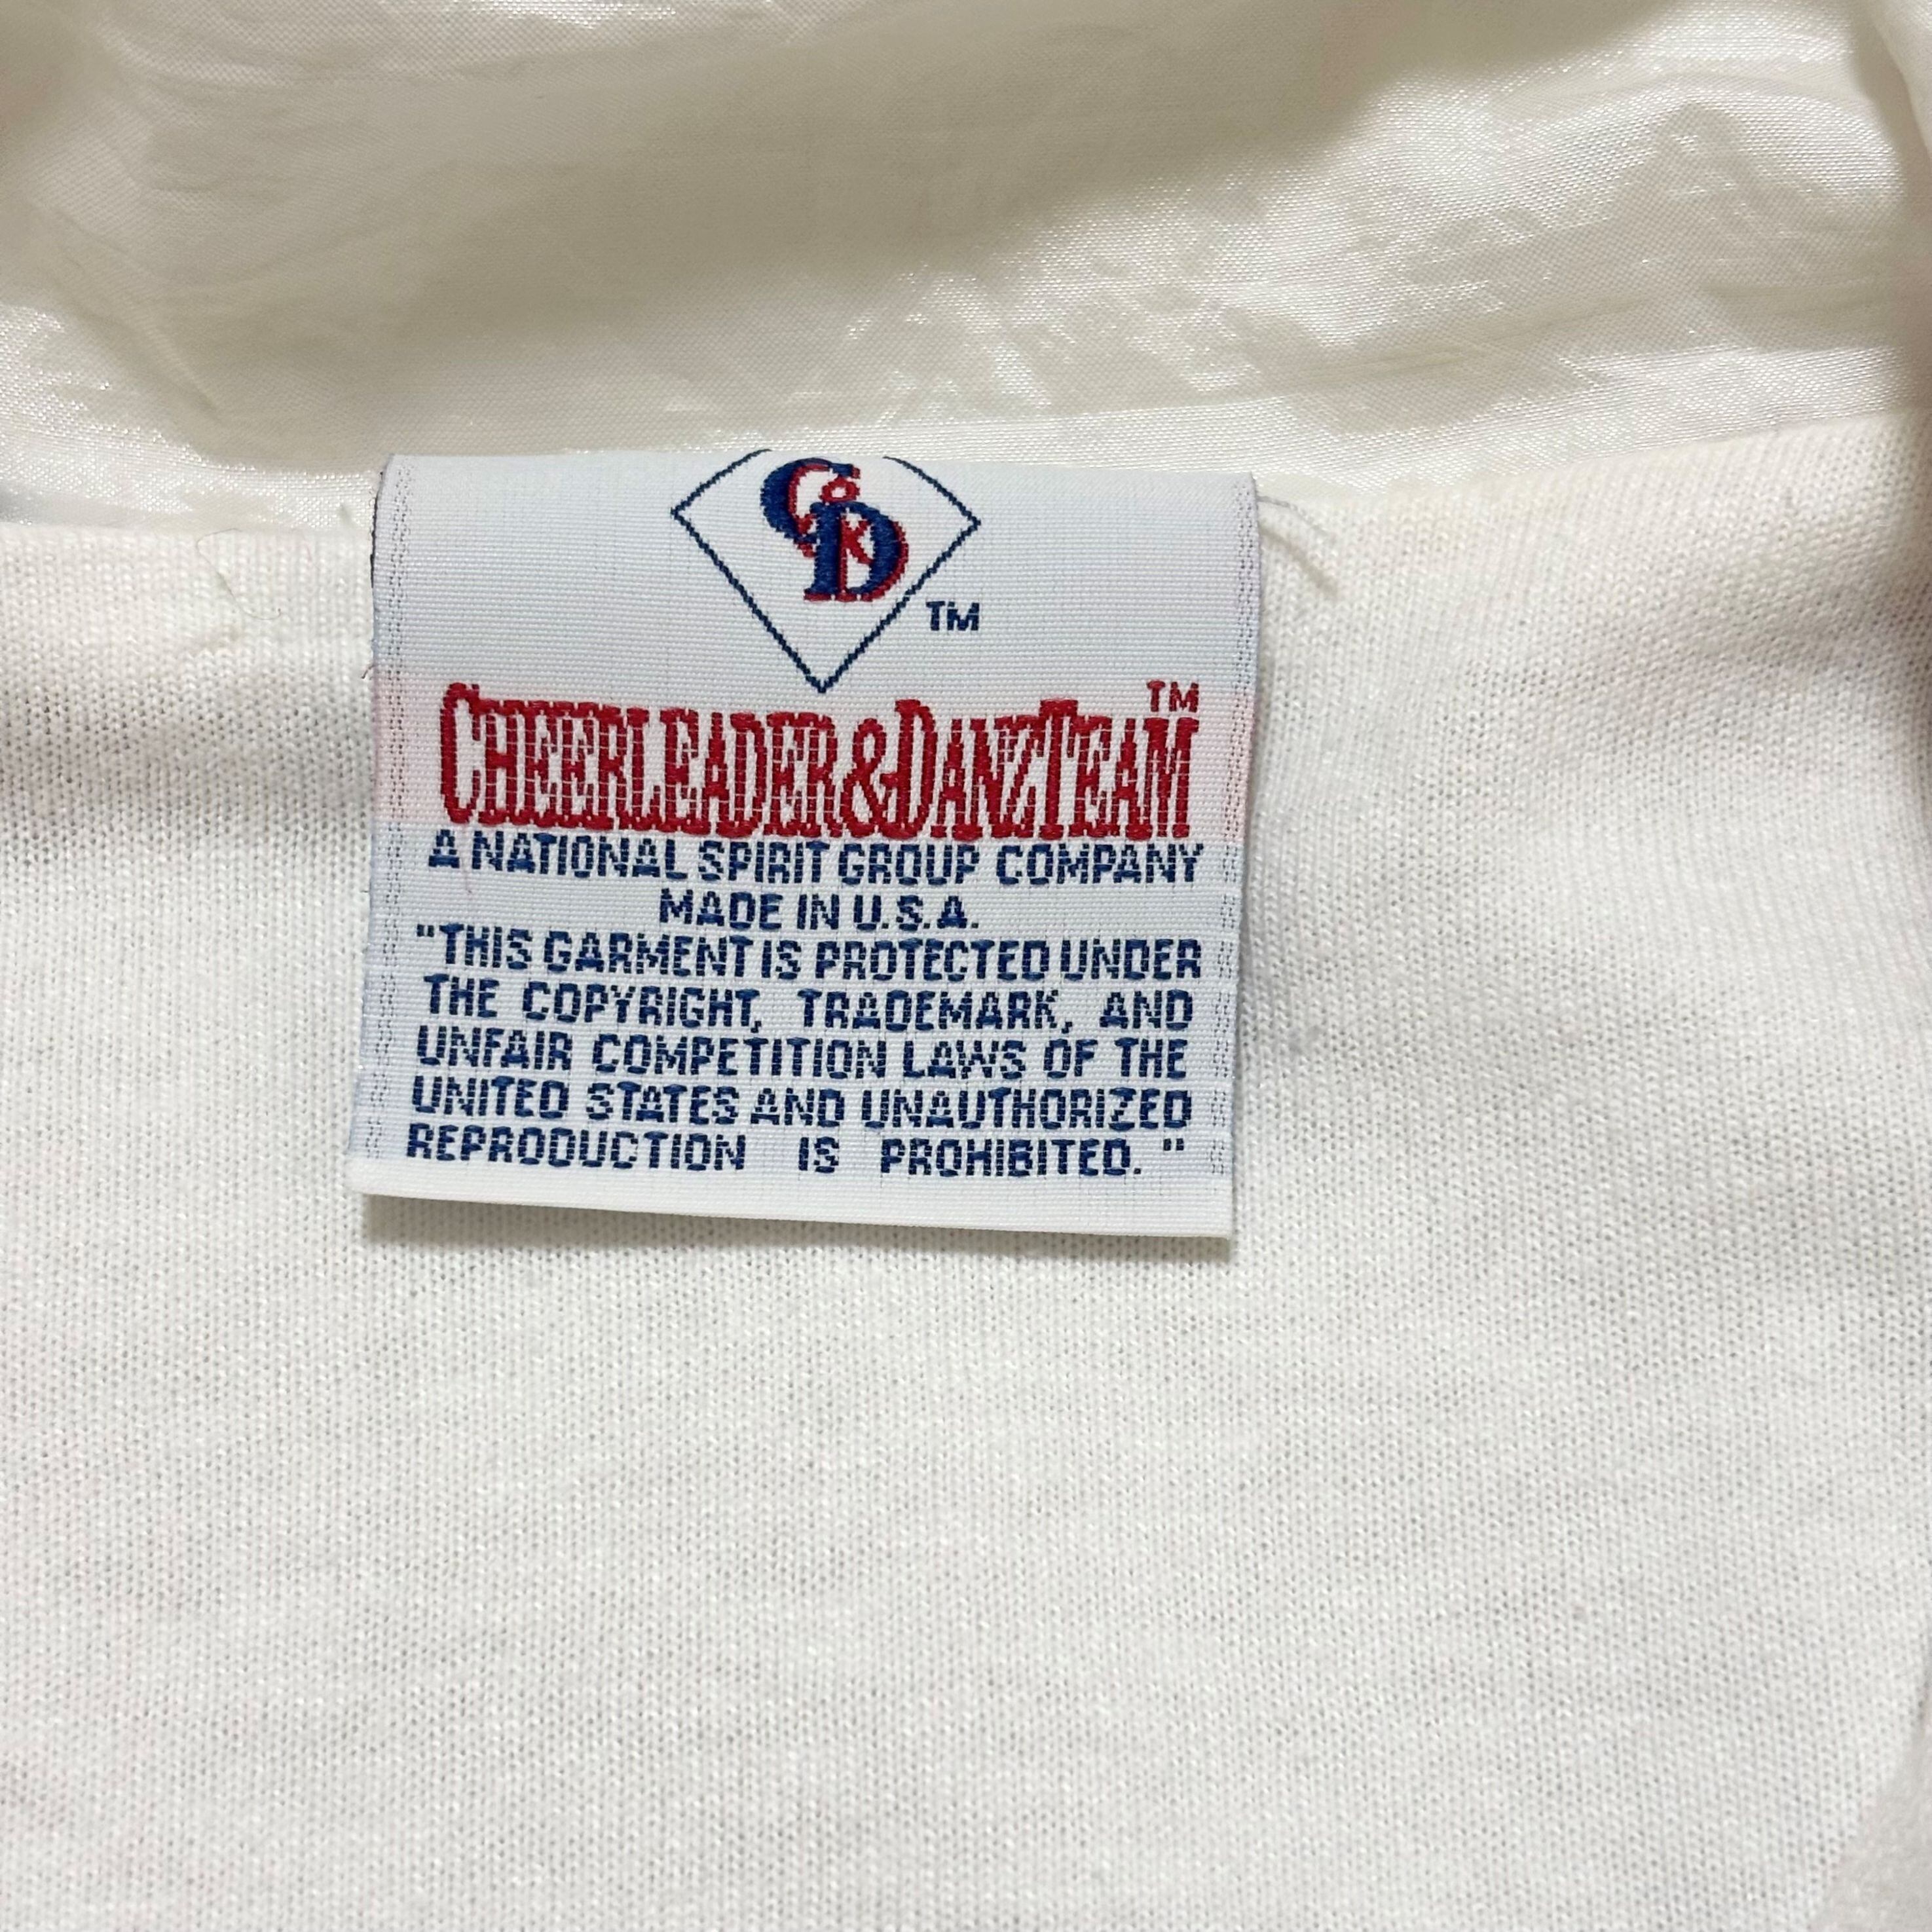 C&D
TM
CHEERLEADER&DANZTEAM TM
A NATIONAL SPIRIT GROUP COMPANY
MADE IN U.S.A.
"THIS GARMENT IS PROTECTED UNDER
THE COPYRIGHT, TRADEMARK, AND
UNFAIR COMPETITION LAWS OF THE
UNITED STATES AND UNAUTHORIZED
REPRODUCTION IS PROHIBITED. "